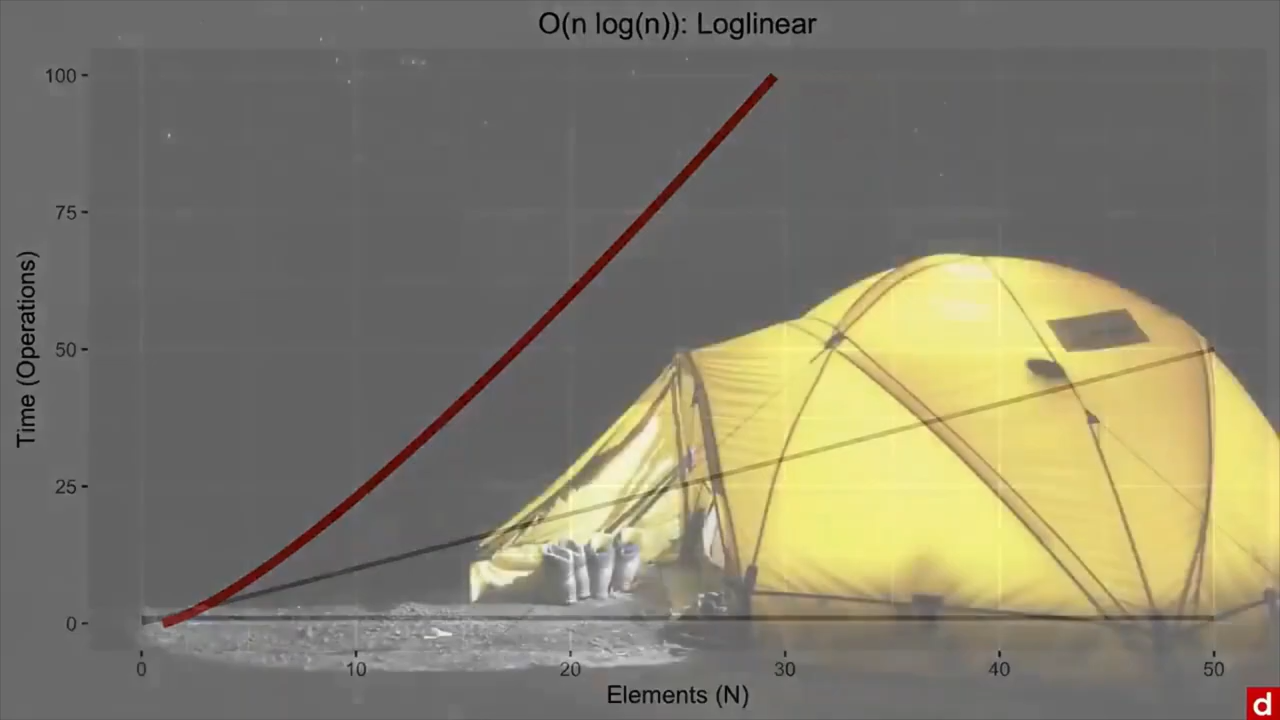 O(n log(n)): Loglinear
100
75
50
25
0
Time (Operations)
0 10 20 30 40 50
Elements (N)
d